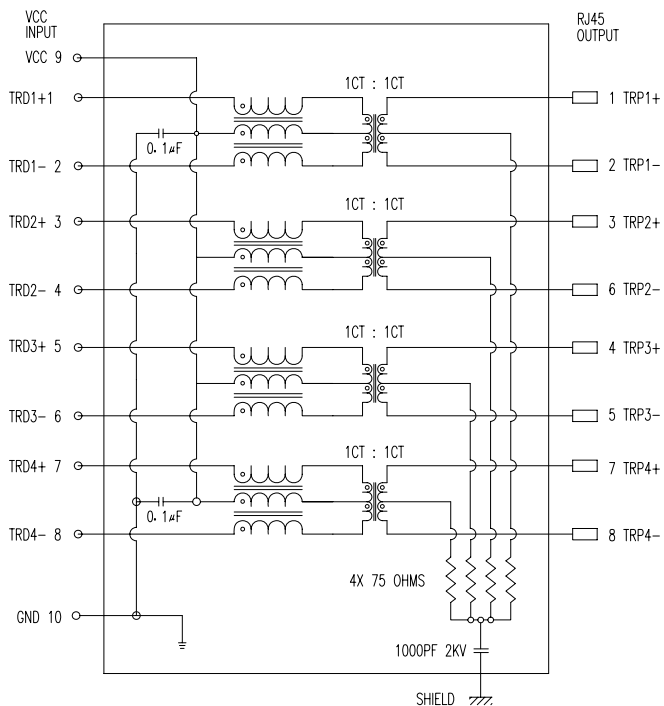 VCC
INPUT
RJ45
OUTPUT
VCC 9
TRD1+1
1CT : 1CT
1 TRP1+
0.1µF
TRD1- 2
2 TRP1-
1CT : 1CT
TRD2+ 3
3 TRP2+
TRD2- 4
6 TRP2-
1CT : 1CT
TRD3+ 5
4 TRP3+
TRD3- 6
5 TRP3-
1CT : 1CT
TRD4+ 7
7 TRP4+
0.1µF
TRD4- 8
8 TRP4-
4X 75 OHMS
GND 10
1000PF 2KV
SHIELD